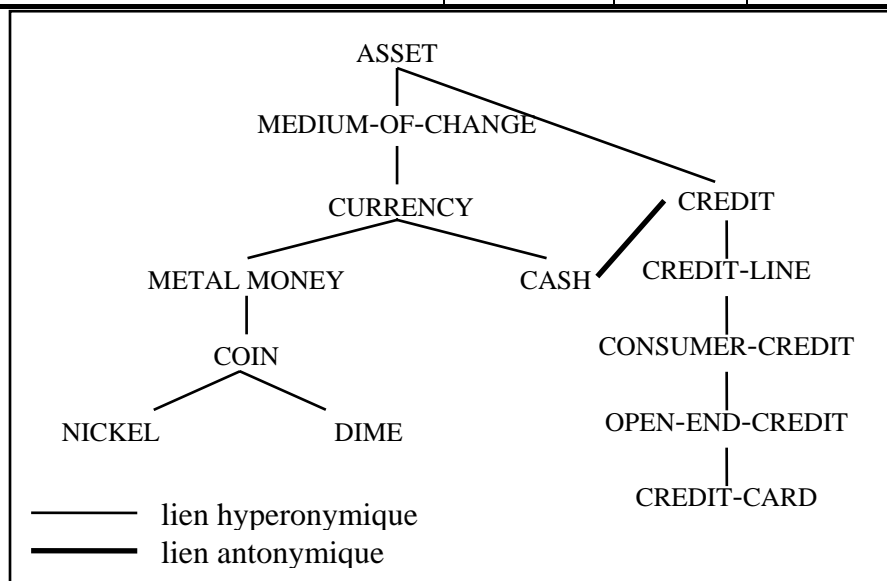 ASSET
MEDIUM-OF-CHANGE
CURRENCY
CREDIT
METAL MONEY
CASH
CREDIT-LINE
COIN
CONSUMER-CREDIT
NICKEL
DIME
OPEN-END-CREDIT
CREDIT-CARD
lien hyperonymique
lien antonymique